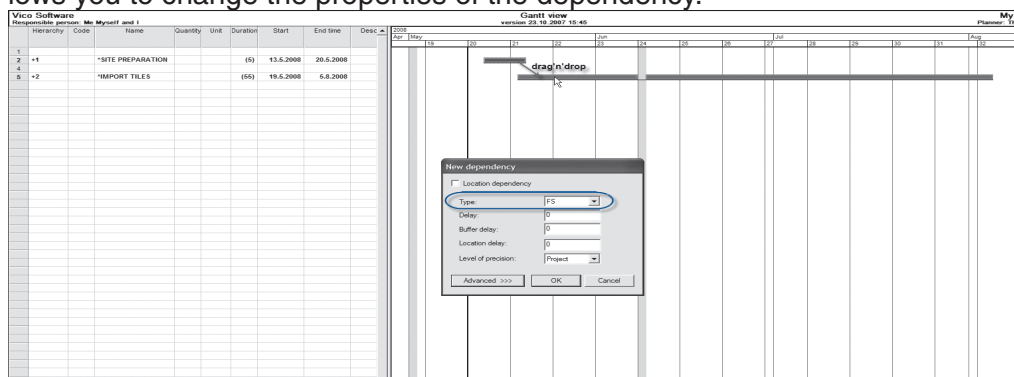 lows you to change the properties of the dependency.
Vico Software Gantt view My
Responsible person: Me Myself and I version 23.10.2007 15:45 Planner: T
Hierarchy Code Name Quantity Unit Duration Start End time Desc 2008
Apr May Jun Jul Aug
19 20 21 22 23 24 25 26 27 28 29 30 31 32
1
2 +1 *SITE PREPARATION (5) 13.5.2008 20.5.2008
drag'n'drop
4
5 +2 *IMPORT TILES (55) 19.5.2008 5.8.2008
New dependency
Location dependency
Type: FS
Delay: 0
Buffer delay: 0
Location delay: 0
Level of precision: Project
Advanced >>> OK Cancel